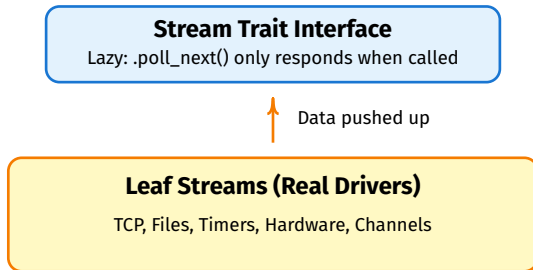 Stream Trait Interface
Lazy: .poll_next() only responds when called
Data pushed up
Leaf Streams (Real Drivers)
TCP, Files, Timers, Hardware, Channels